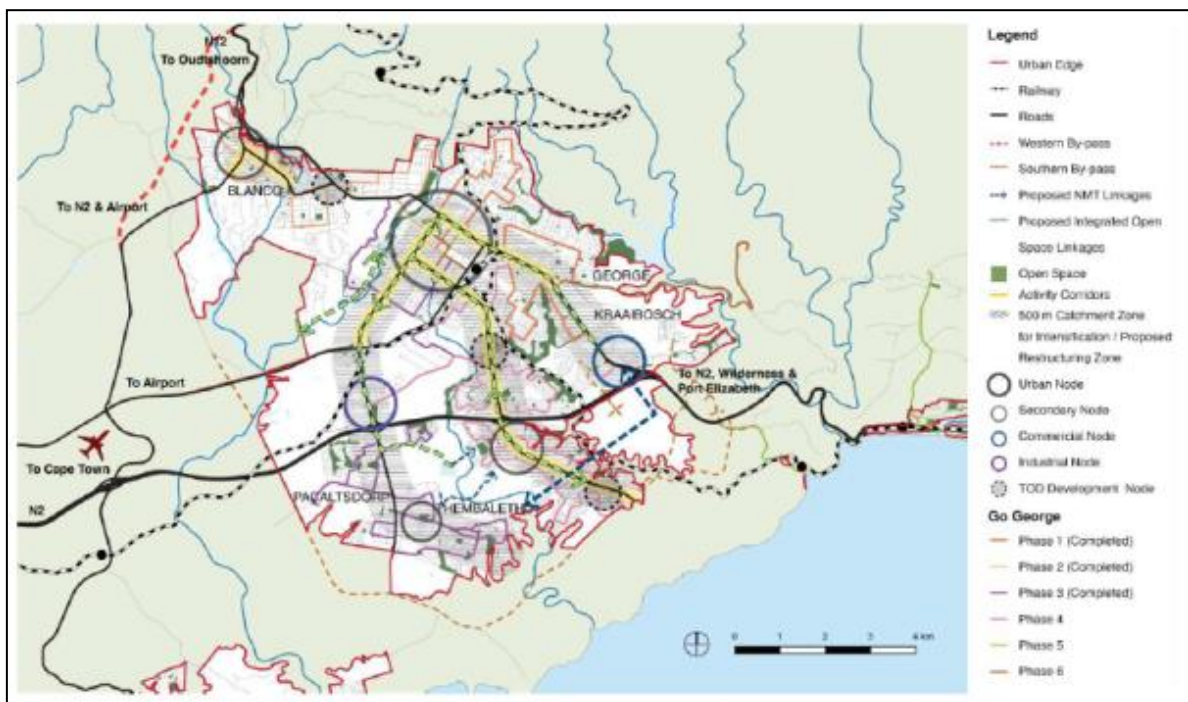 N12
To Oudtshoorn
BLANCO
To N2 & Airport
GEORGE
KRAAIBOSCH
To N2, Wilderness &
Port Elizabeth
To Airport
To Cape Town
N2
PACALTSDORP
THEMBALETHU
0 1 2 3 4 km
Legend
Urban Edge
Railway
Roads
Western By-pass
Southern By-pass
Proposed NMT Linkages
Proposed Integrated Open
Space Linkages
Open Space
Activity Corridors
500 m Catchment Zone
for Intensification / Proposed
Restructuring Zone
Urban Node
Secondary Node
Commercial Node
Industrial Node
TOD Development Node
Go George
Phase 1 (Completed)
Phase 2 (Completed)
Phase 3 (Completed)
Phase 4
Phase 5
Phase 6